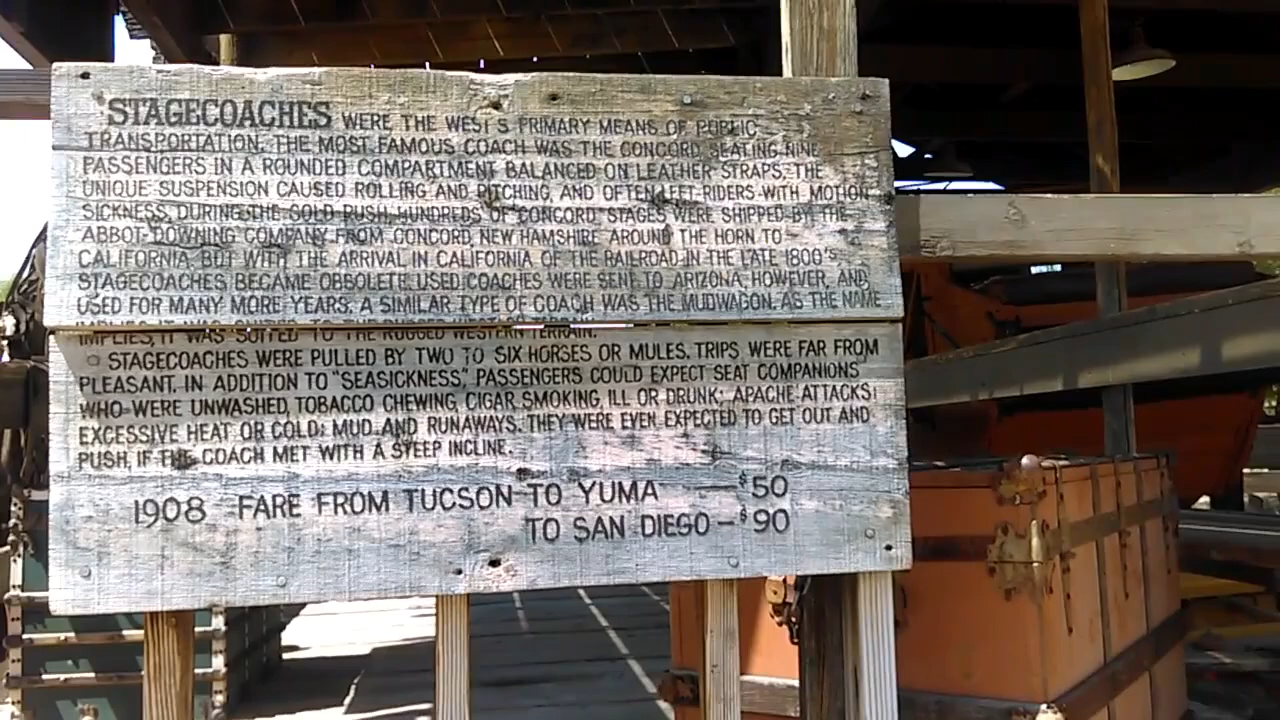 STAGECOACHES WERE THE WEST'S PRIMARY MEANS OF PUBLIC
TRANSPORTATION. THE MOST FAMOUS COACH WAS THE CONCORD, SEATING NINE
PASSENGERS IN A ROUNDED COMPARTMENT BALANCED ON LEATHER STRAPS. THE
UNIQUE SUSPENSION CAUSED ROLLING AND PITCHING, AND OFTEN LEFT RIDERS WITH MOTION
SICKNESS. DURING THE GOLD RUSH, HUNDREDS OF CONCORD STAGES WERE SHIPPED BY THE
ABBOT-DOWNING COMPANY FROM CONCORD, NEW HAMSHIRE AROUND THE HORN TO
CALIFORNIA, BUT WITH THE ARRIVAL IN CALIFORNIA OF THE RAILROAD IN THE LATE 1800'S
STAGECOACHES BECAME OBBOLETE. USED COACHES WERE SENT TO ARIZONA, HOWEVER, AND
USED FOR MANY MORE YEARS. A SIMILAR TYPE OF COACH WAS THE MUDWAGON. AS THE NAME
IMPLIES, IT WAS SUITED TO THE RUGGED WESTERN TERRAIN.
STAGECOACHES WERE PULLED BY TWO TO SIX HORSES OR MULES. TRIPS WERE FAR FROM
PLEASANT. IN ADDITION TO "SEASICKNESS," PASSENGERS COULD EXPECT SEAT COMPANIONS
WHO WERE UNWASHED, TOBACCO CHEWING, CIGAR SMOKING, ILL OR DRUNK; APACHE ATTACKS;
EXCESSIVE HEAT OR COLD; MUD AND RUNAWAYS. THEY WERE EVEN EXPECTED TO GET OUT AND
PUSH, IF THE COACH MET WITH A STEEP INCLINE.
1908 FARE FROM TUCSON TO YUMA — $50
TO SAN DIEGO – $90